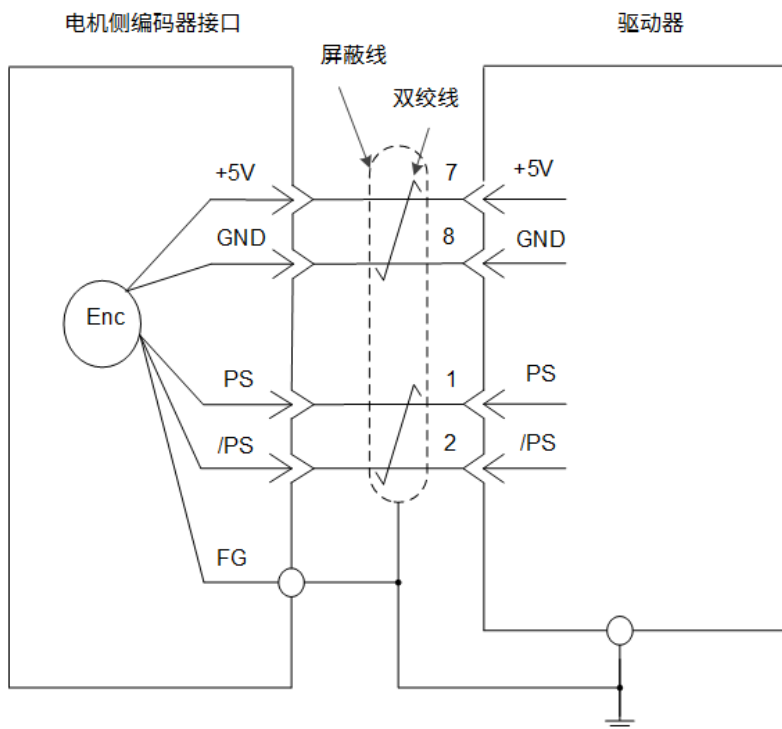 电机侧编码器接口
驱动器
屏蔽线
双绞线
+5V
7
+5V
GND
8
GND
Enc
PS
1
PS
/PS
2
/PS
FG